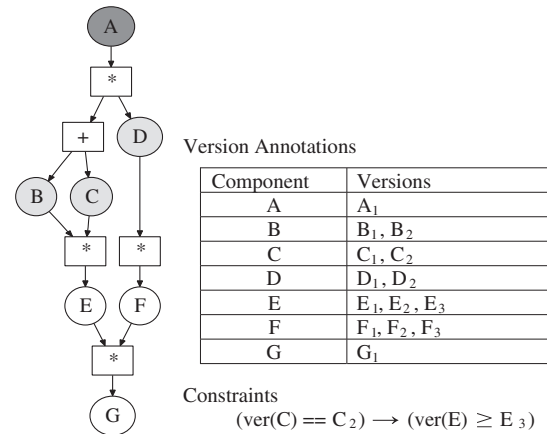 A
*
+
D
B
C
*
*
E
F
*
G
Version Annotations
Component Versions
A A₁
B B₁, B₂
C C₁, C₂
D D₁, D₂
E E₁, E₂, E₃
F F₁, F₂, F₃
G G₁
Constraints
(ver(C) == C₂) → (ver(E) ≥ E₃)